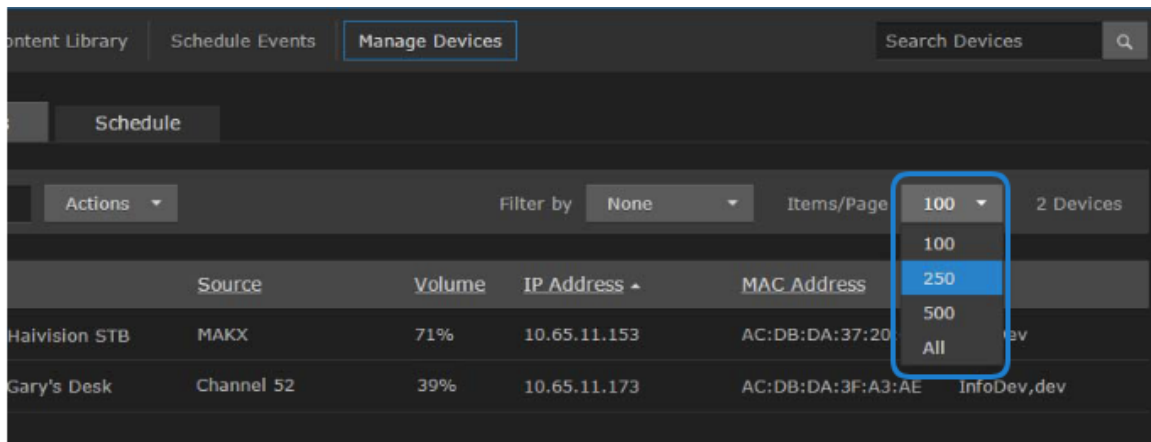 ontent Library Schedule Events Manage Devices Search Devices
Schedule
Actions Filter by None Items/Page 100 2 Devices
100
Source Volume IP Address MAC Address 250
500
Haivision STB MAKX 71% 10.65.11.153 AC:DB:DA:37:20 ev
All
Gary's Desk Channel 52 39% 10.65.11.173 AC:DB:DA:3F:A3:AE InfoDev,dev